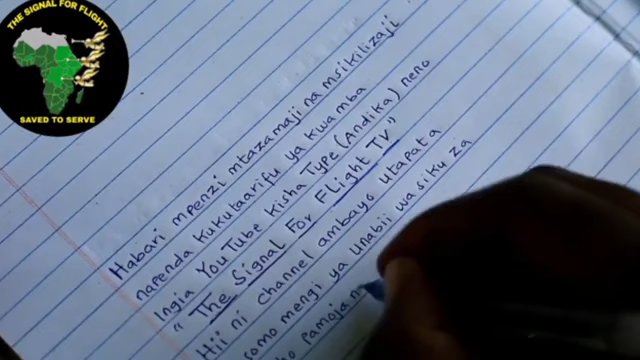 THE SIGNAL FOR FLIGHT
SAVED TO SERVE
Habari mpenzi mtazamaji na msikilizaji
napenda kukutaarifu ya kwamba
Ingia YouTube kisha Type (Andika) neno
"The Signal For Flight TV"
Hii ni channel ambayo utapata
somo mengi ya unabii wa siku za
pamoja n